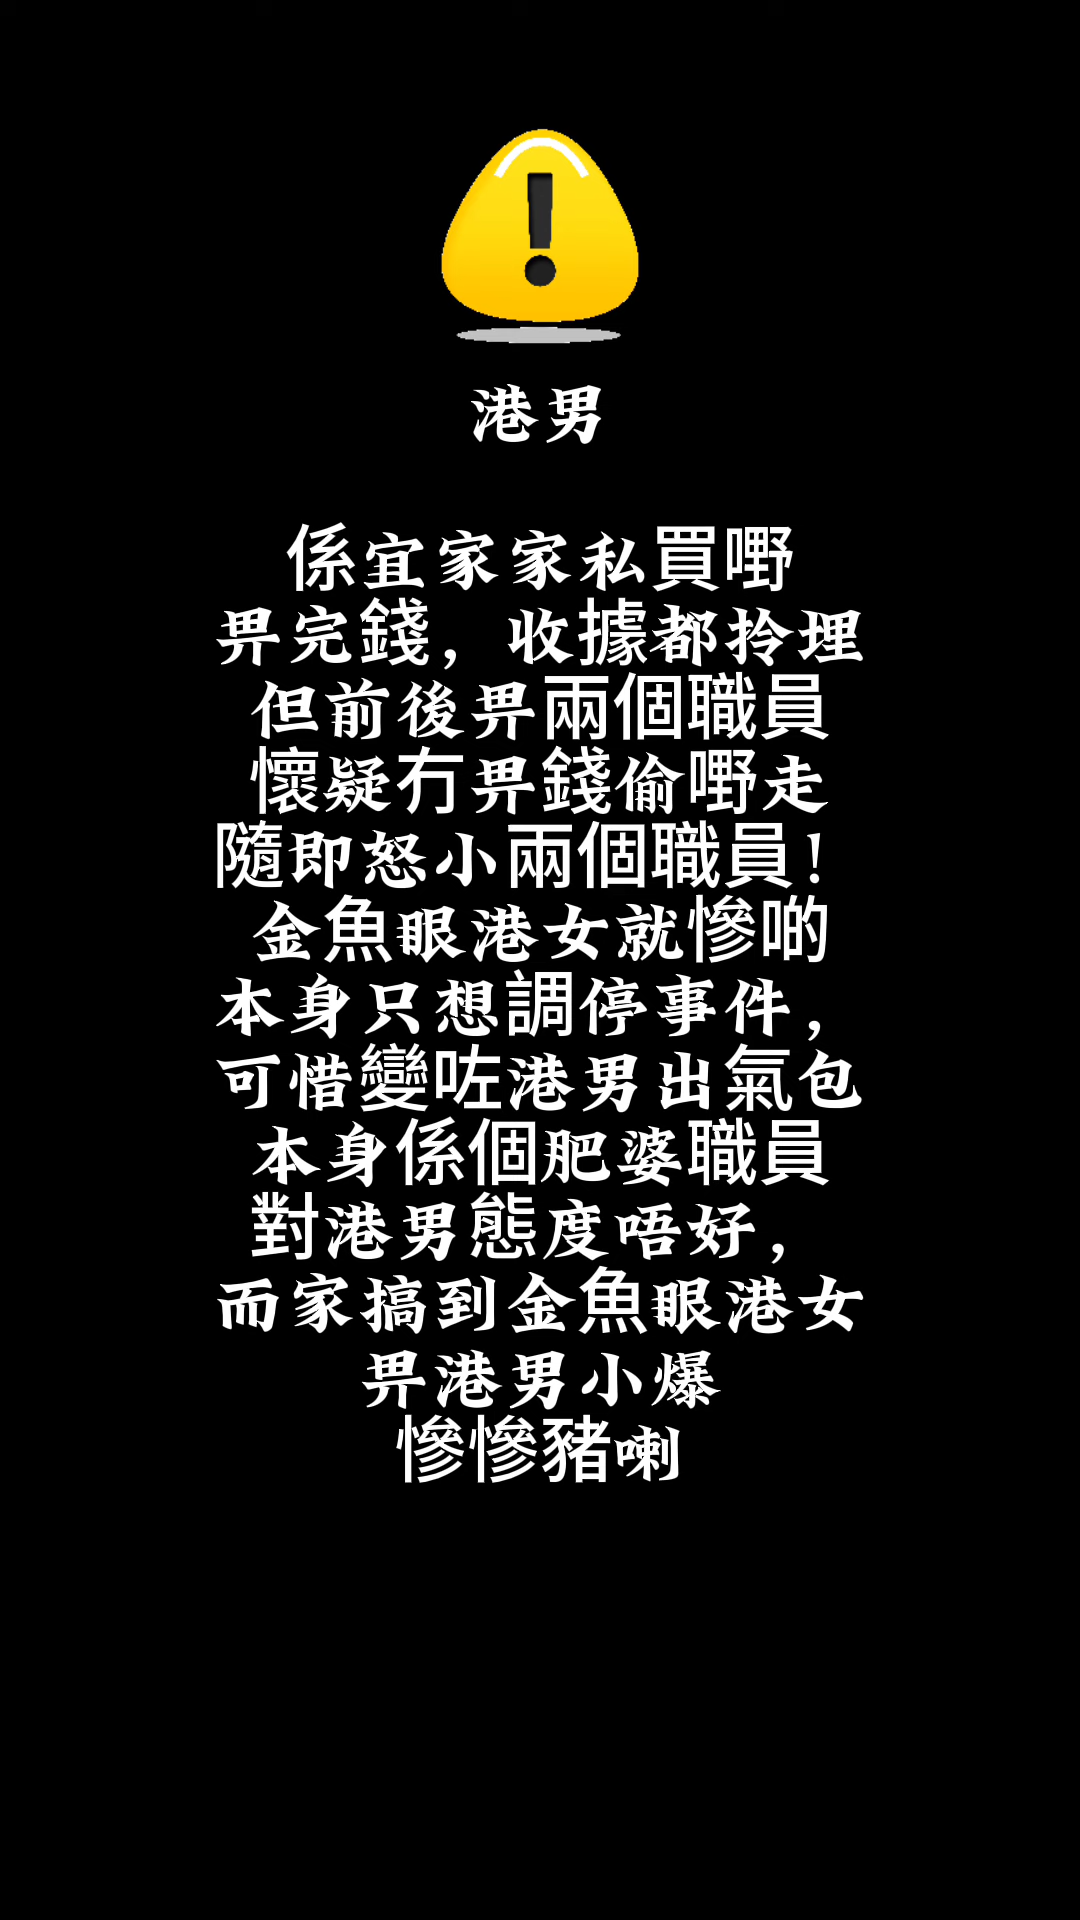 港男
係宜家家私買嘢
畀完錢，收據都拎埋
但前後畀兩個職員
懷疑冇畀錢偷嘢走
隨即怒小兩個職員！
金魚眼港女就慘啲
本身只想調停事件，
可惜變咗港男出氣包
本身係個肥婆職員
對港男態度唔好，
而家搞到金魚眼港女
畀港男小爆
慘慘豬喇